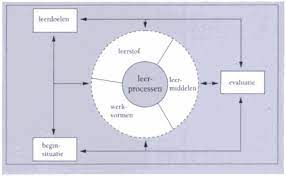 leerdoelen
leerstof
leer-
processen
leer-
middelen
evaluatie
werk-
vormen
begin-
situatie